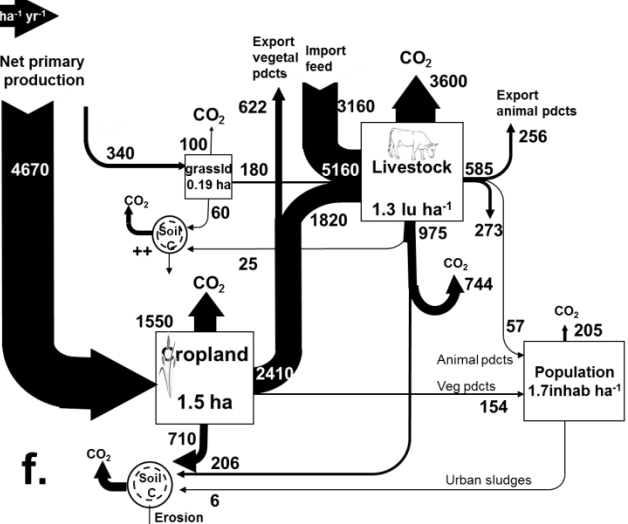 ha⁻¹ yr⁻¹
Net primary
production
Export
vegetal
pdcts
Import
feed
CO₂
3600
622
3160
Export
animal pdcts
256
CO₂
100
4670
340
grassld
0.19 ha
180
5160
Livestock
585
1.3 lu ha⁻¹
60
1820
CO₂
Soil
C
++
975
273
25
CO₂
744
CO₂
1550
CO₂
205
57
Cropland
1.5 ha
2410
Animal pdcts
Veg pdcts
154
Population
1.7inhab ha⁻¹
710
206
f.
CO₂
Soil
C
6
Urban sludges
Erosion